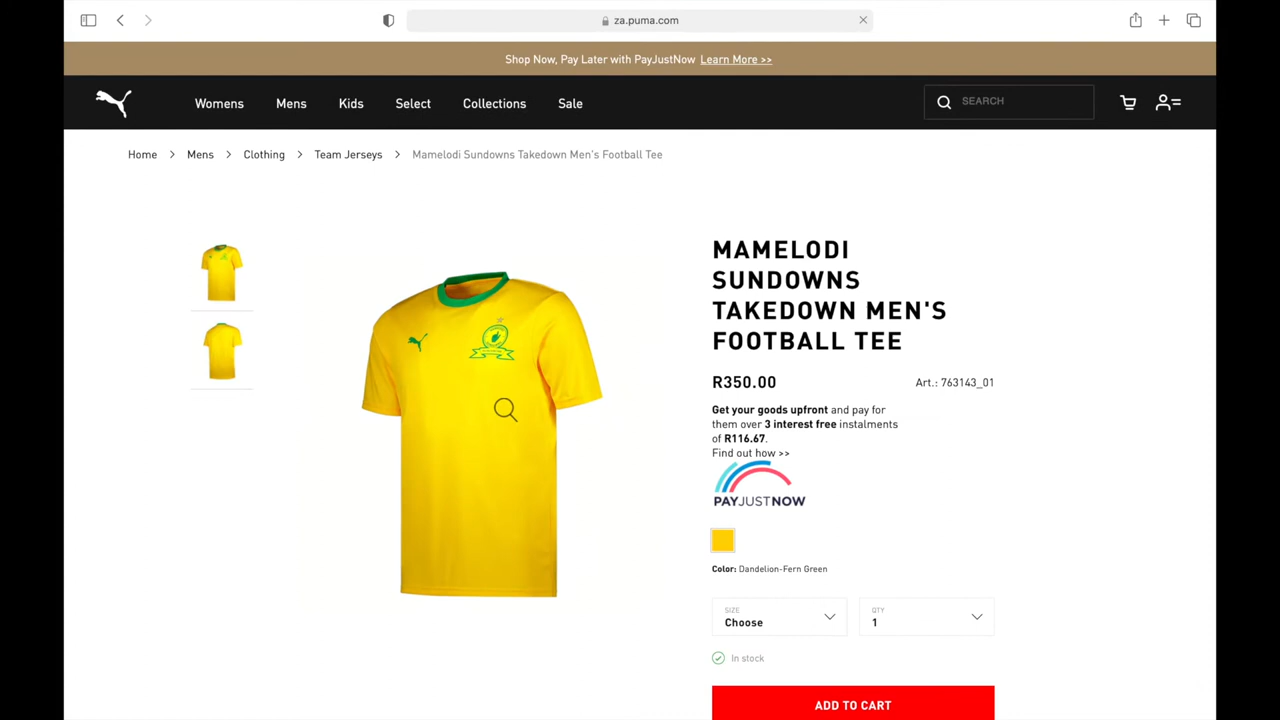 za.puma.com
Shop Now, Pay Later with PayJustNow Learn More >>
Womens Mens Kids Select Collections Sale
SEARCH
Home > Mens > Clothing > Team Jerseys > Mamelodi Sundowns Takedown Men's Football Tee
MAMELODI
SUNDOWNS
TAKEDOWN MEN'S
FOOTBALL TEE
R350.00
Art.: 763143_01
Get your goods upfront and pay for
them over 3 interest free instalments
of R116.67.
Find out how >>
PAYJUSTNOW
Color: Dandelion-Fern Green
SIZE
Choose
QTY
1
In stock
ADD TO CART